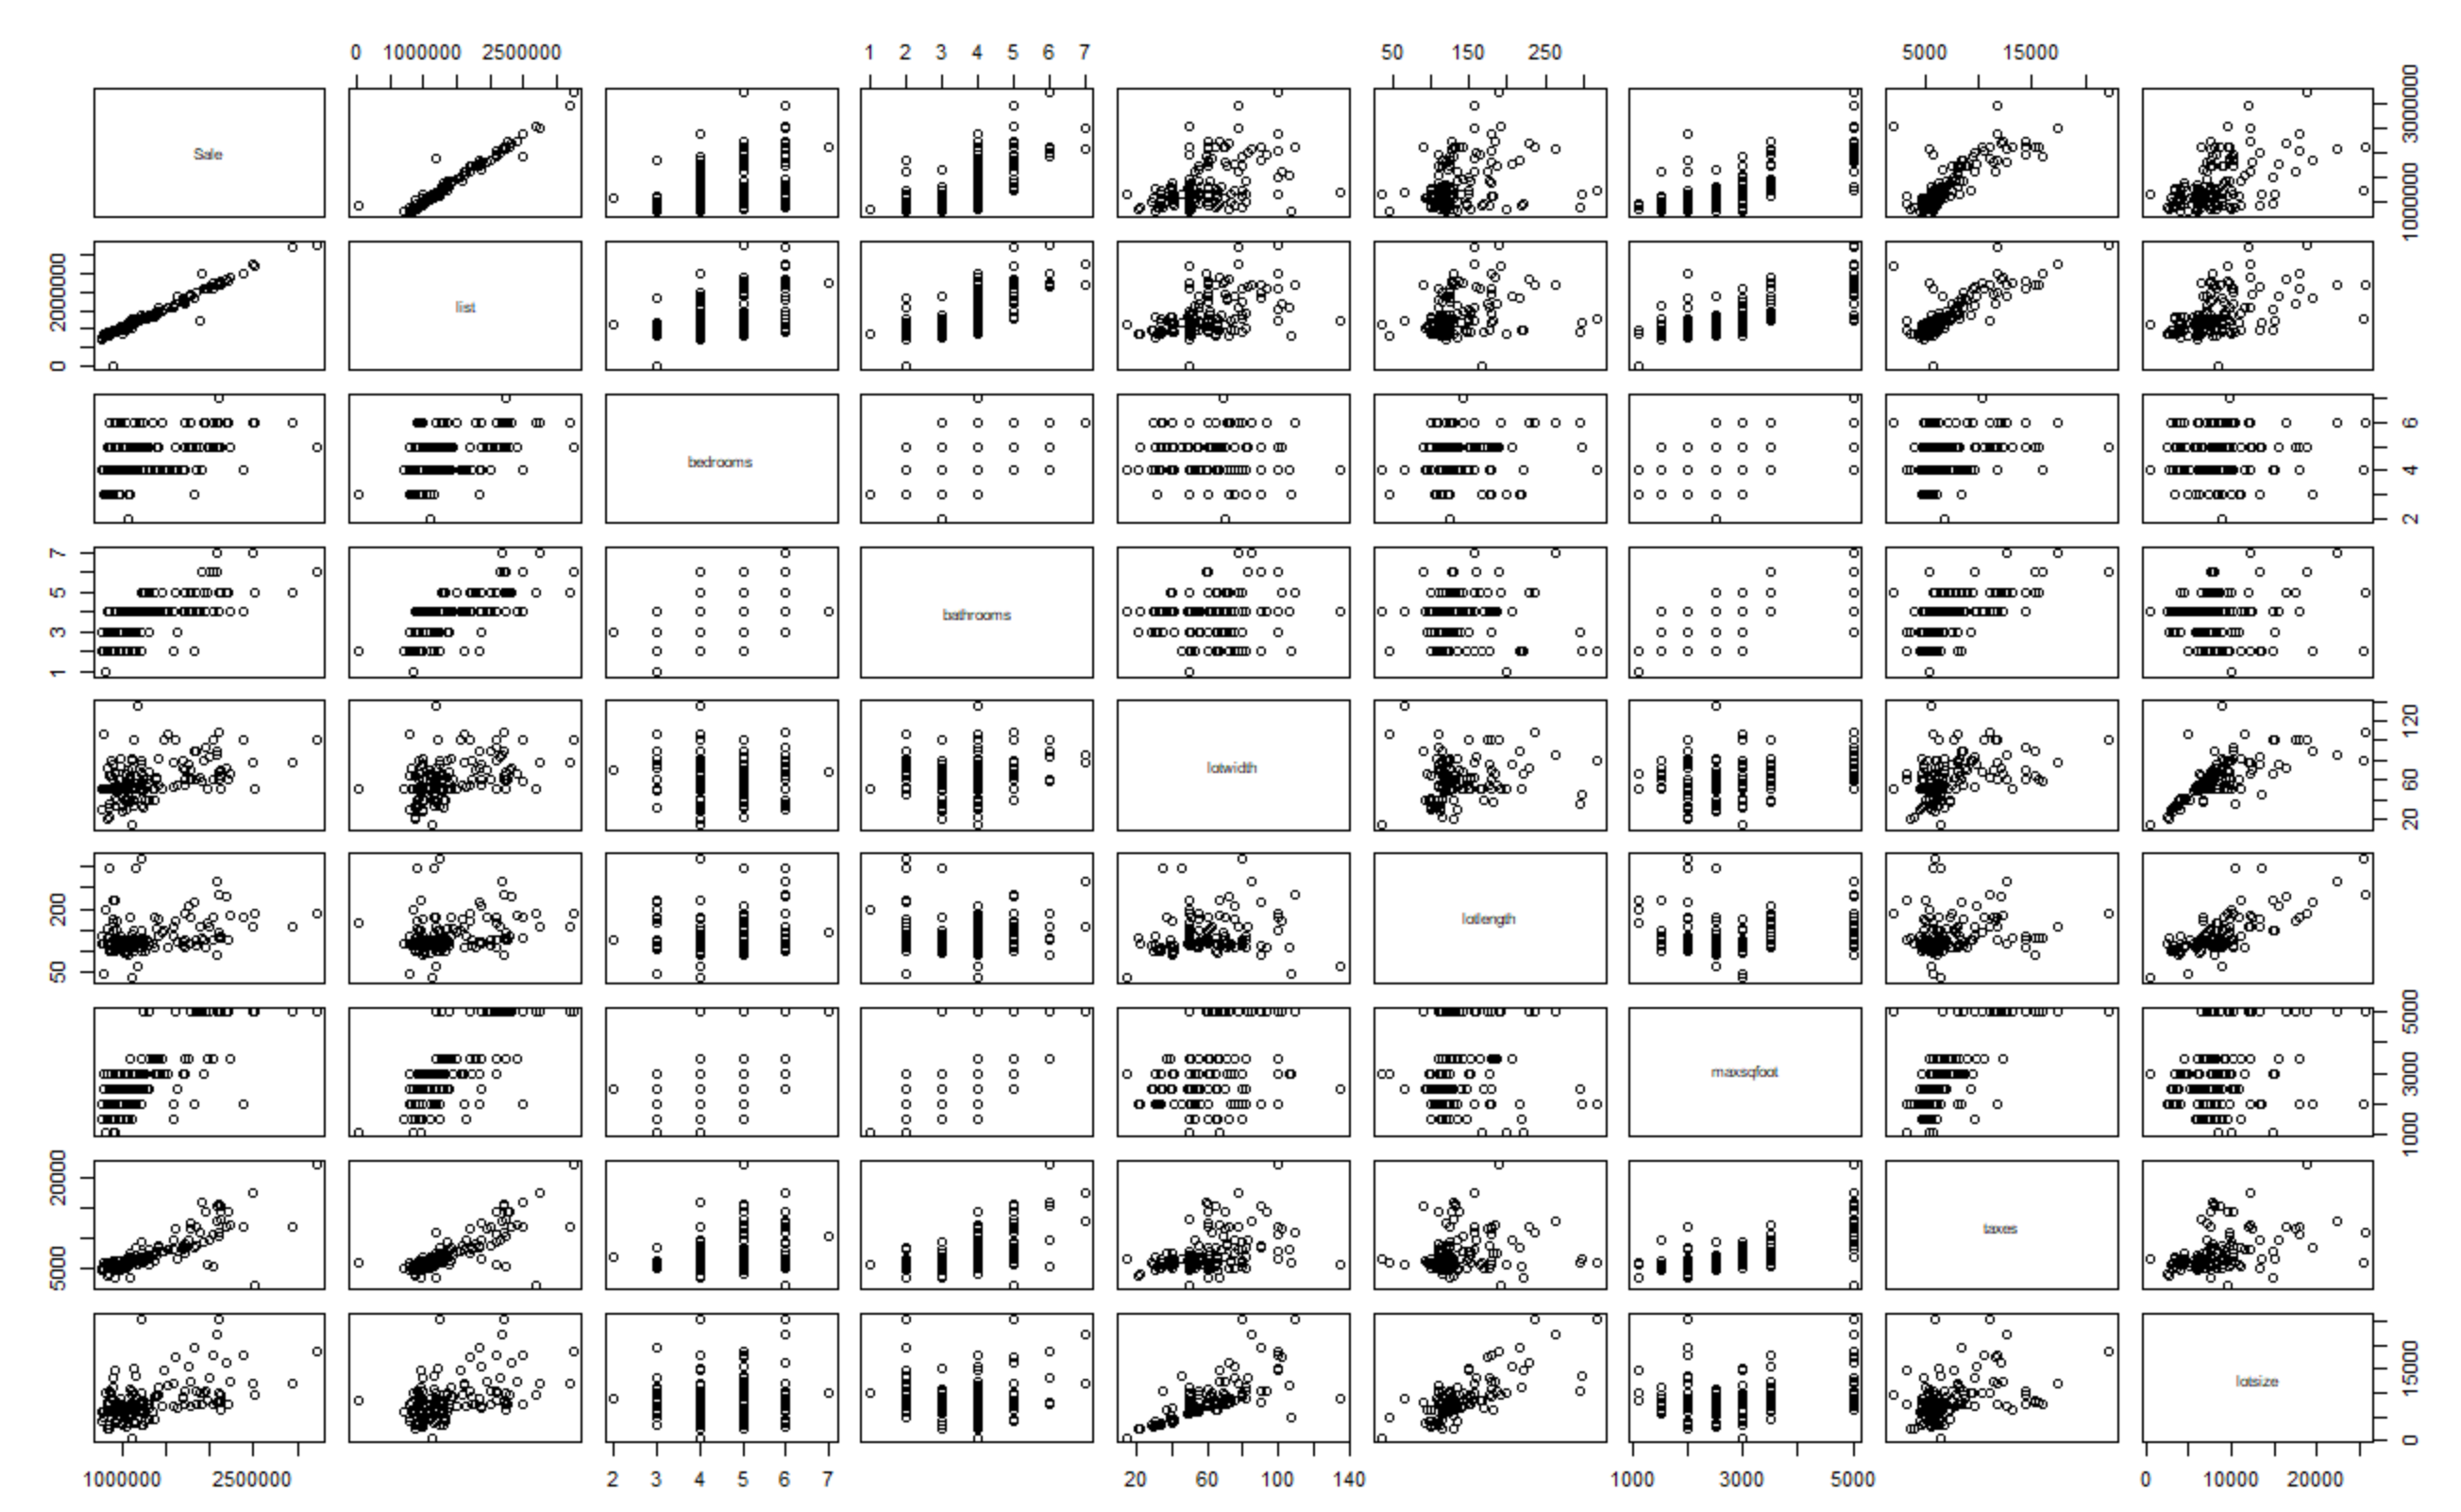 0 1000000 2500000 1 2 3 4 5 6 7 50 150 250 5000 15000
Sale 1000000 3000000
0 2000000 list
bedrooms 2 4 6
1 3 5 7 bathrooms
lotwidth 20 60 120
50 200 lotlength
maxsqfoot 1000 3000 5000
5000 20000 taxes
lotsize 0 15000
1000000 2500000 2 3 4 5 6 7 20 60 100 140 1000 3000 5000 0 10000 20000